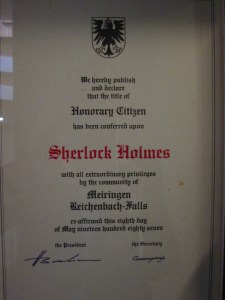 We hereby publish
and declare
that the title of
Honorary Citizen
has been conferred upon
Sherlock Holmes
with all extraordinary privileges
by the community of
Meiringen
Reichenbach-Falls
re-affirmed this eighth day
of May nineteen hundred eighty seven
the President the Secretary